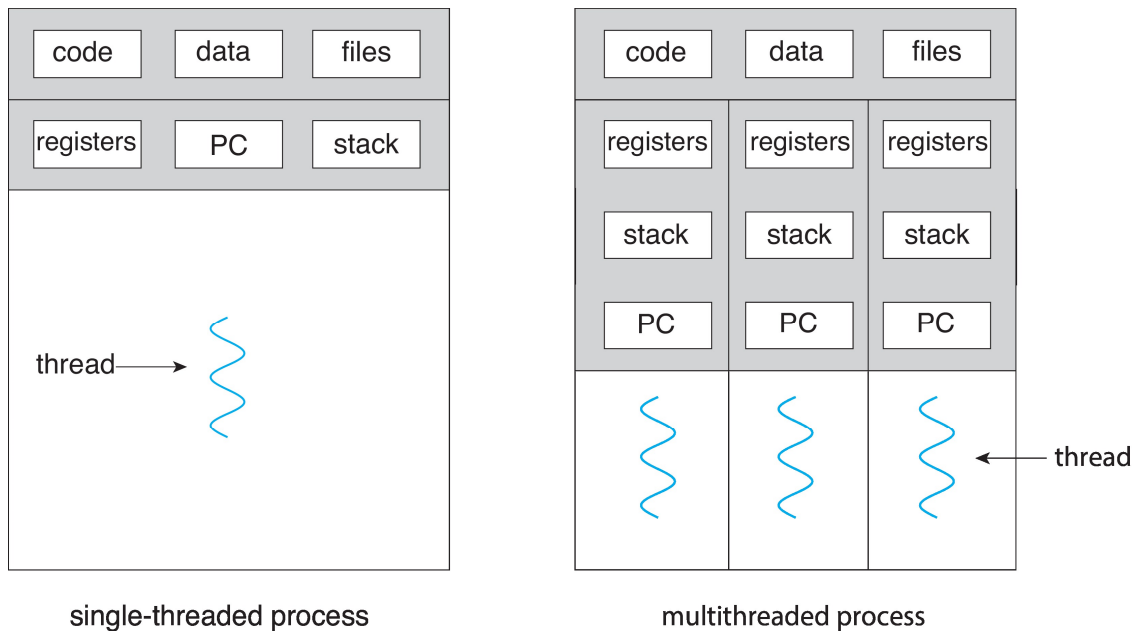 code data files
registers PC stack
thread
single-threaded process
code data files
registers registers registers
stack stack stack
PC PC PC
thread
multithreaded process